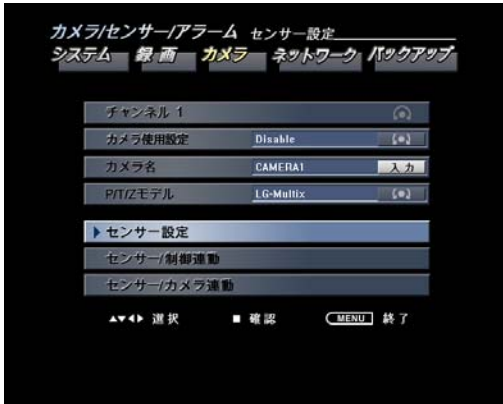 カメラ/センサー/アラーム センサー設定
システム 録画 カメラ ネットワーク バックアップ
チャンネル 1
カメラ使用設定 Disable
カメラ名 CAMERA1 入力
P/T/Zモデル LG-Multix
センサー設定
センサー/制御連動
センサー/カメラ連動
▲▼◀▶ 選択 ■ 確認 MENU 終了